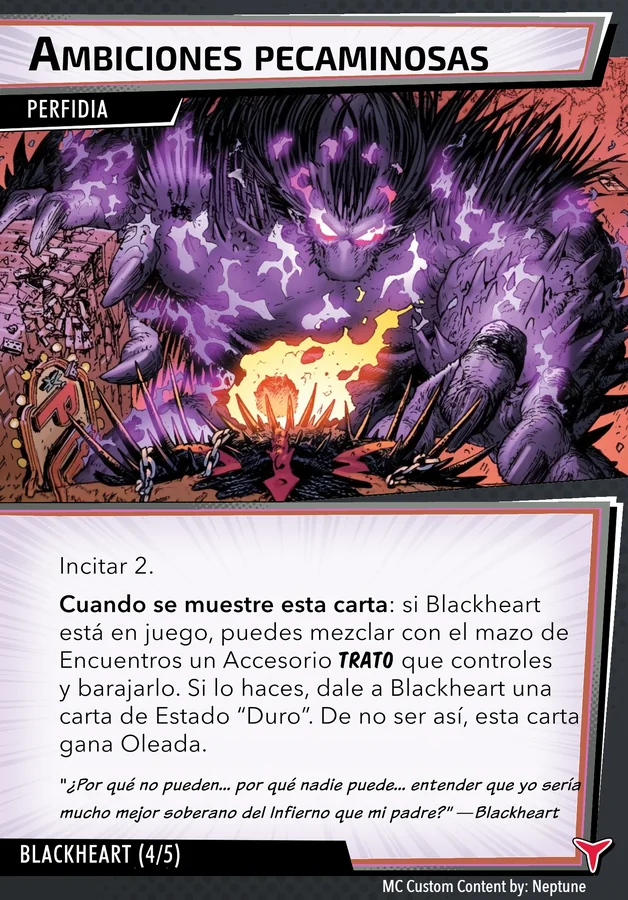 AMBICIONES PECAMINOSAS
PERFIDIA
Incitar 2.
Cuando se muestre esta carta: si Blackheart
está en juego, puedes mezclar con el mazo de
Encuentros un Accesorio TRATO que controles
y barajarlo. Si lo haces, dale a Blackheart una
carta de Estado “Duro”. De no ser así, esta carta
gana Oleada.
"¿Por qué no pueden... por qué nadie puede... entender que yo sería
mucho mejor soberano del Infierno que mi padre?" —Blackheart
BLACKHEART (4/5)
MC Custom Content by: Neptune